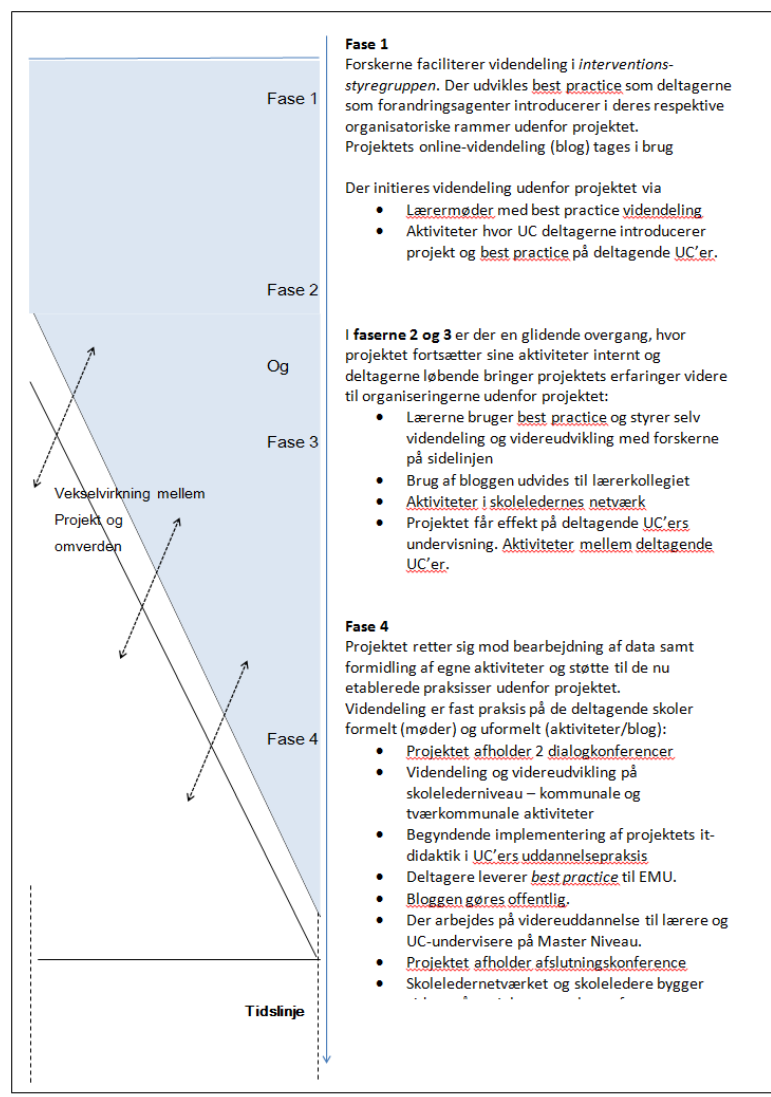 Fase 1
Fase 2
Og
Fase 3
Vekselvirkning mellem
Projekt og
omverden
Fase 4
Tidslinje
Fase 1
Forskerne faciliterer videndeling i interventions-
styregruppen. Der udvikles best practice som deltagerne
som forandringsagenter introducerer i deres respektive
organisatoriske rammer udenfor projektet.
Projektets online-videndeling (blog) tages i brug
Der initieres videndeling udenfor projektet via
• Lærermøder med best practice videndeling
• Aktiviteter hvor UC deltagerne introducerer
projekt og best practice på deltagende UC’er.
I faserne 2 og 3 er der en glidende overgang, hvor
projektet fortsætter sine aktiviteter internt og
deltagerne løbende bringer projektets erfaringer videre
til organiseringerne udenfor projektet:
• Lærerne bruger best practice og styrer selv
videndeling og videreudvikling med forskerne
på sidelinjen
• Brug af bloggen udvides til lærerkollegiet
• Aktiviteter i skoleledernes netværk
• Projektet får effekt på deltagende UC’ers
undervisning. Aktiviteter mellem deltagende
UC’er.
Fase 4
Projektet retter sig mod bearbejdning af data samt
formidling af egne aktiviteter og støtte til de nu
etablerede praksisser udenfor projektet.
Videndeling er fast praksis på de deltagende skoler
formelt (møder) og uformelt (aktiviteter/blog):
• Projektet afholder 2 dialogkonferencer
• Videndeling og videreudvikling på
skolelederniveau – kommunale og
tværkommunale aktiviteter
• Begyndende implementering af projektets it-
didaktik i UC’ers uddannelsepraksis
• Deltagere leverer best practice til EMU.
• Bloggen gøres offentlig.
• Der arbejdes på videreuddannelse til lærere og
UC-undervisere på Master Niveau.
• Projektet afholder afslutningskonference
• Skoleledernetværket og skoleledere bygger